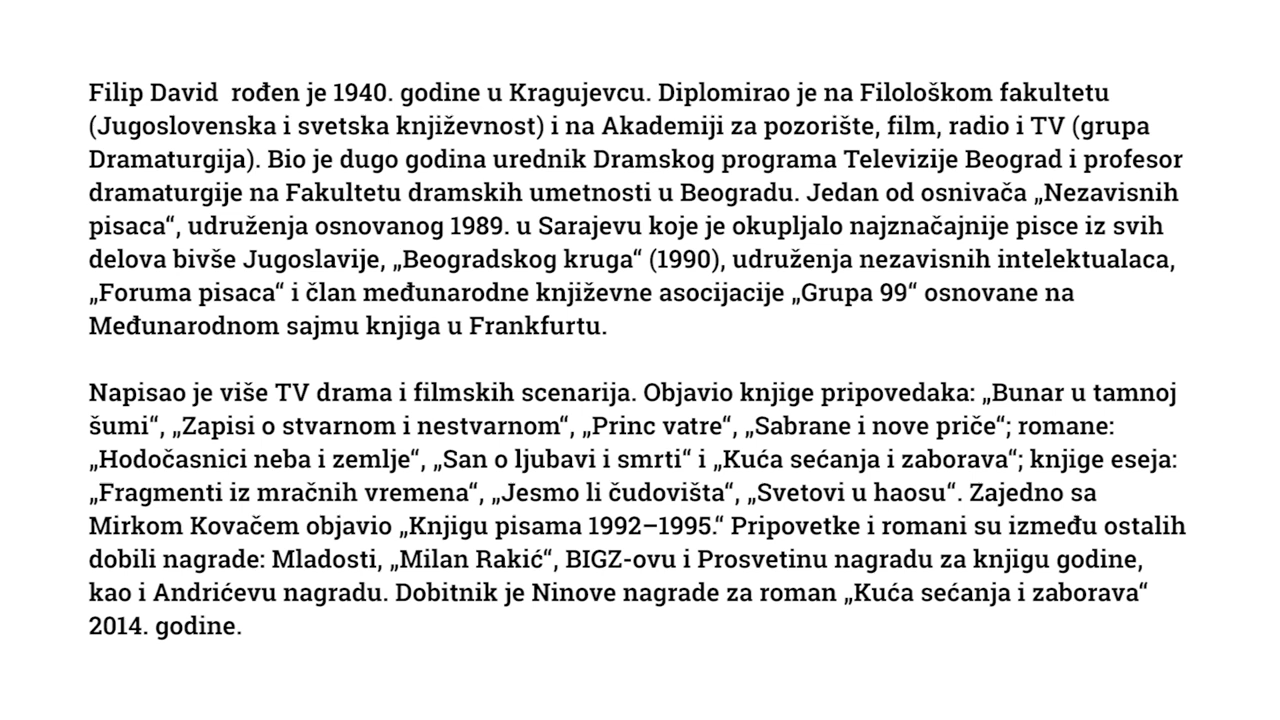 Filip David  rođen je 1940. godine u Kragujevcu. Diplomirao je na Filološkom fakultetu
(Jugoslovenska i svetska književnost) i na Akademiji za pozorište, film, radio i TV (grupa
Dramaturgija). Bio je dugo godina urednik Dramskog programa Televizije Beograd i profesor
dramaturgije na Fakultetu dramskih umetnosti u Beogradu. Jedan od osnivača „Nezavisnih
pisaca“, udruženja osnovanog 1989. u Sarajevu koje je okupljalo najznačajnije pisce iz svih
delova bivše Jugoslavije, „Beogradskog kruga“ (1990), udruženja nezavisnih intelektualaca,
„Foruma pisaca“ i član međunarodne književne asocijacije „Grupa 99“ osnovane na
Međunarodnom sajmu knjiga u Frankfurtu.
Napisao je više TV drama i filmskih scenarija. Objavio knjige pripovedaka: „Bunar u tamnoj
šumi“, „Zapisi o stvarnom i nestvarnom“, „Princ vatre“, „Sabrane i nove priče“; romane:
„Hodočasnici neba i zemlje“, „San o ljubavi i smrti“ i „Kuća sećanja i zaborava“; knjige eseja:
„Fragmenti iz mračnih vremena“, „Jesmo li čudovišta“, „Svetovi u haosu“. Zajedno sa
Mirkom Kovačem objavio „Knjigu pisama 1992–1995.“ Pripovetke i romani su između ostalih
dobili nagrade: Mladosti, „Milan Rakić“, BIGZ-ovu i Prosvetinu nagradu za knjigu godine,
kao i Andrićevu nagradu. Dobitnik je Ninove nagrade za roman „Kuća sećanja i zaborava“
2014. godine.